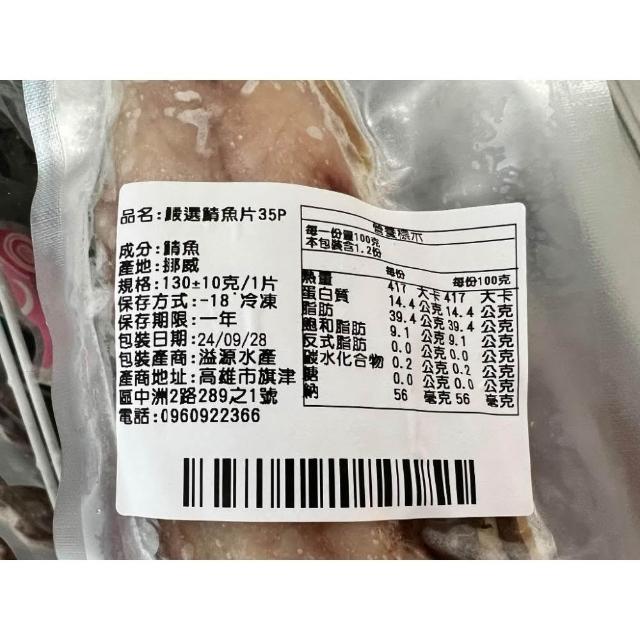 品名:嚴選鯖魚片35P
成分:鯖魚
產地:挪威
規格:130±10克/1片
保存方式:-18°冷凍
保存期限:一年
包裝日期:24/09/28
包裝產商:溢源水產
產商地址:高雄市旗津
區中洲2路289之1號
電話:0960922366
營養標示
每一份量100克
本包裝含1.2份
每份 每份100克
熱量 417 大卡 417 大卡
蛋白質 14.4 公克 14.4 公克
脂肪 39.4 公克 39.4 公克
飽和脂肪 9.1 公克 9.1 公克
反式脂肪 0.0 公克 0.0 公克
碳水化合物 0.2 公克 0.2 公克
糖 0.0 公克 0.0 公克
鈉 56 毫克 56 毫克